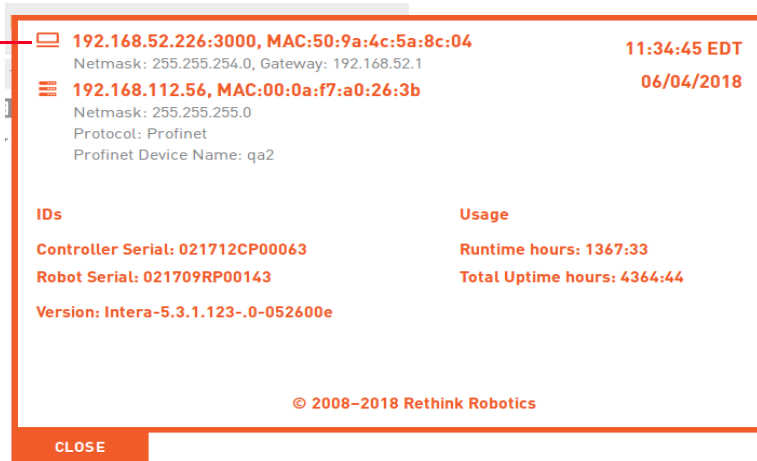 192.168.52.226:3000, MAC:50:9a:4c:5a:8c:04
Netmask: 255.255.254.0, Gateway: 192.168.52.1
192.168.112.56, MAC:00:0a:f7:a0:26:3b
Netmask: 255.255.255.0
Protocol: Profinet
Profinet Device Name: qa2
11:34:45 EDT
06/04/2018
IDs
Controller Serial: 021712CP00063
Robot Serial: 021709RP00143
Version: Intera-5.3.1.123-.0-052600e
Usage
Runtime hours: 1367:33
Total Uptime hours: 4364:44
© 2008–2018 Rethink Robotics
CLOSE